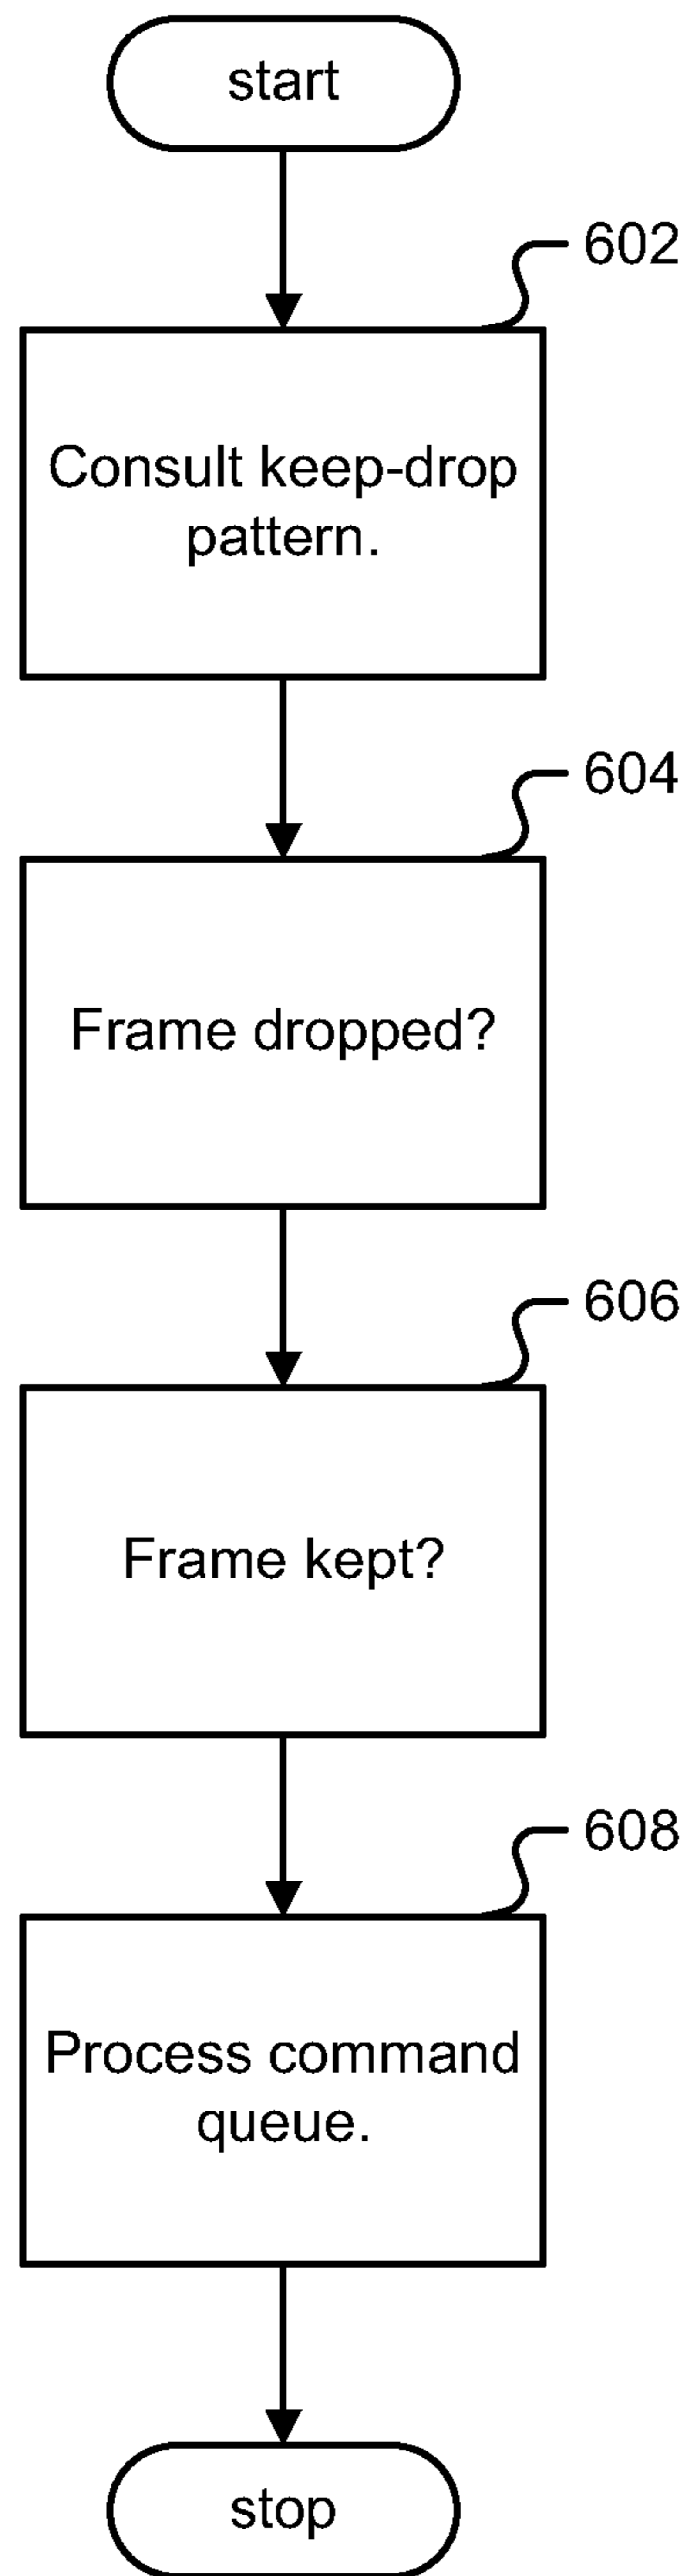 start
602
Consult keep-drop
pattern.
604
Frame dropped?
606
Frame kept?
608
Process command
queue.
stop